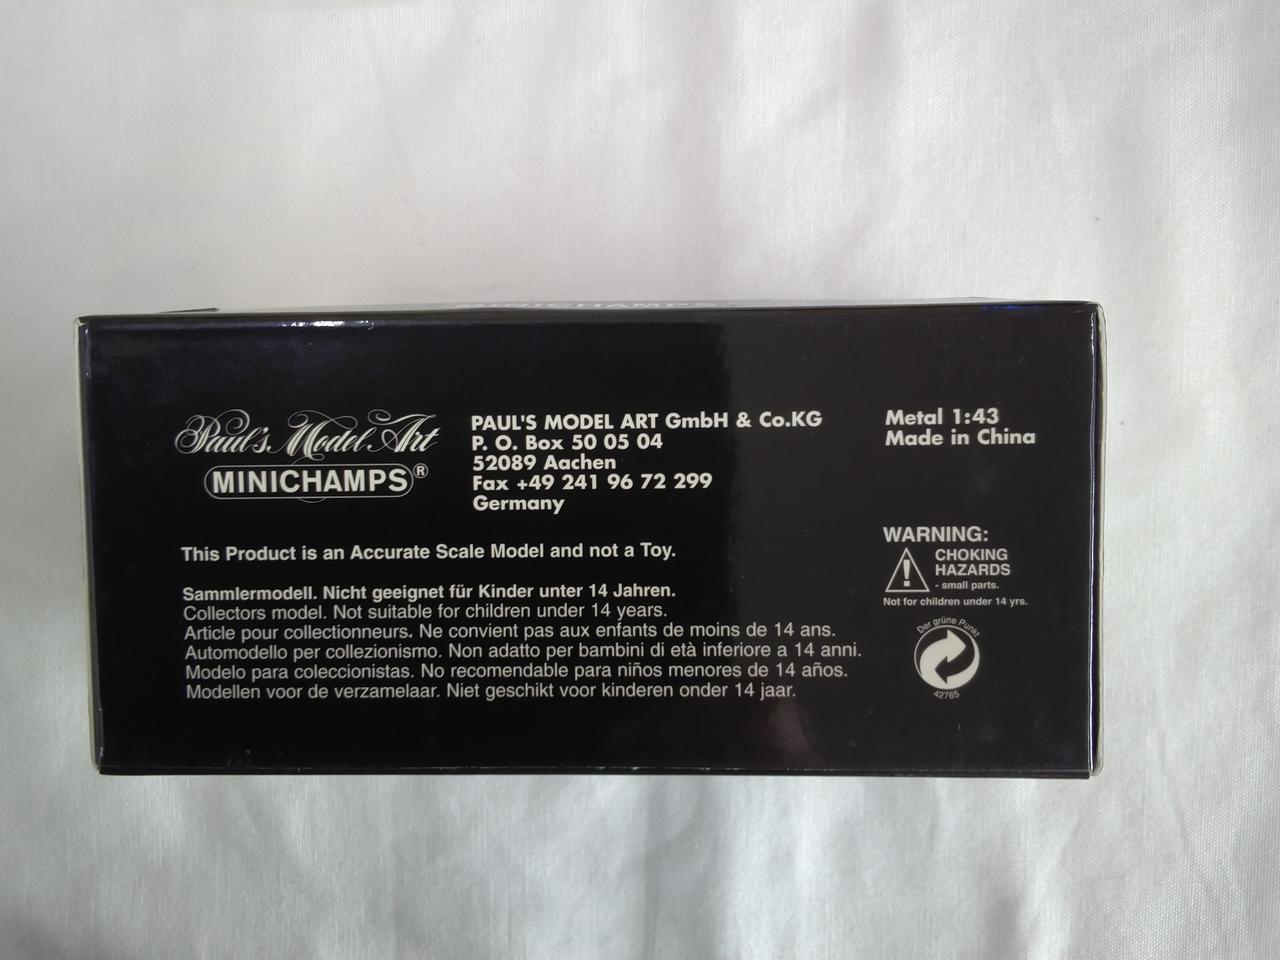 MINICHAMPS
Paul's Model Art
MINICHAMPS®
PAUL'S MODEL ART GmbH & Co.KG
P. O. Box 50 05 04
52089 Aachen
Fax +49 241 96 72 299
Germany
Metal 1:43
Made in China
This Product is an Accurate Scale Model and not a Toy.
Sammlermodell. Nicht geeignet für Kinder unter 14 Jahren.
Collectors model. Not suitable for children under 14 years.
Article pour collectionneurs. Ne convient pas aux enfants de moins de 14 ans.
Automodello per collezionismo. Non adatto per bambini di età inferiore a 14 anni.
Modelo para coleccionistas. No recomendable para niños menores de 14 años.
Modellen voor de verzamelaar. Niet geschikt voor kinderen onder 14 jaar.
WARNING:
CHOKING
HAZARDS
- small parts.
Not for children under 14 yrs.
Der grüne Punkt
42765